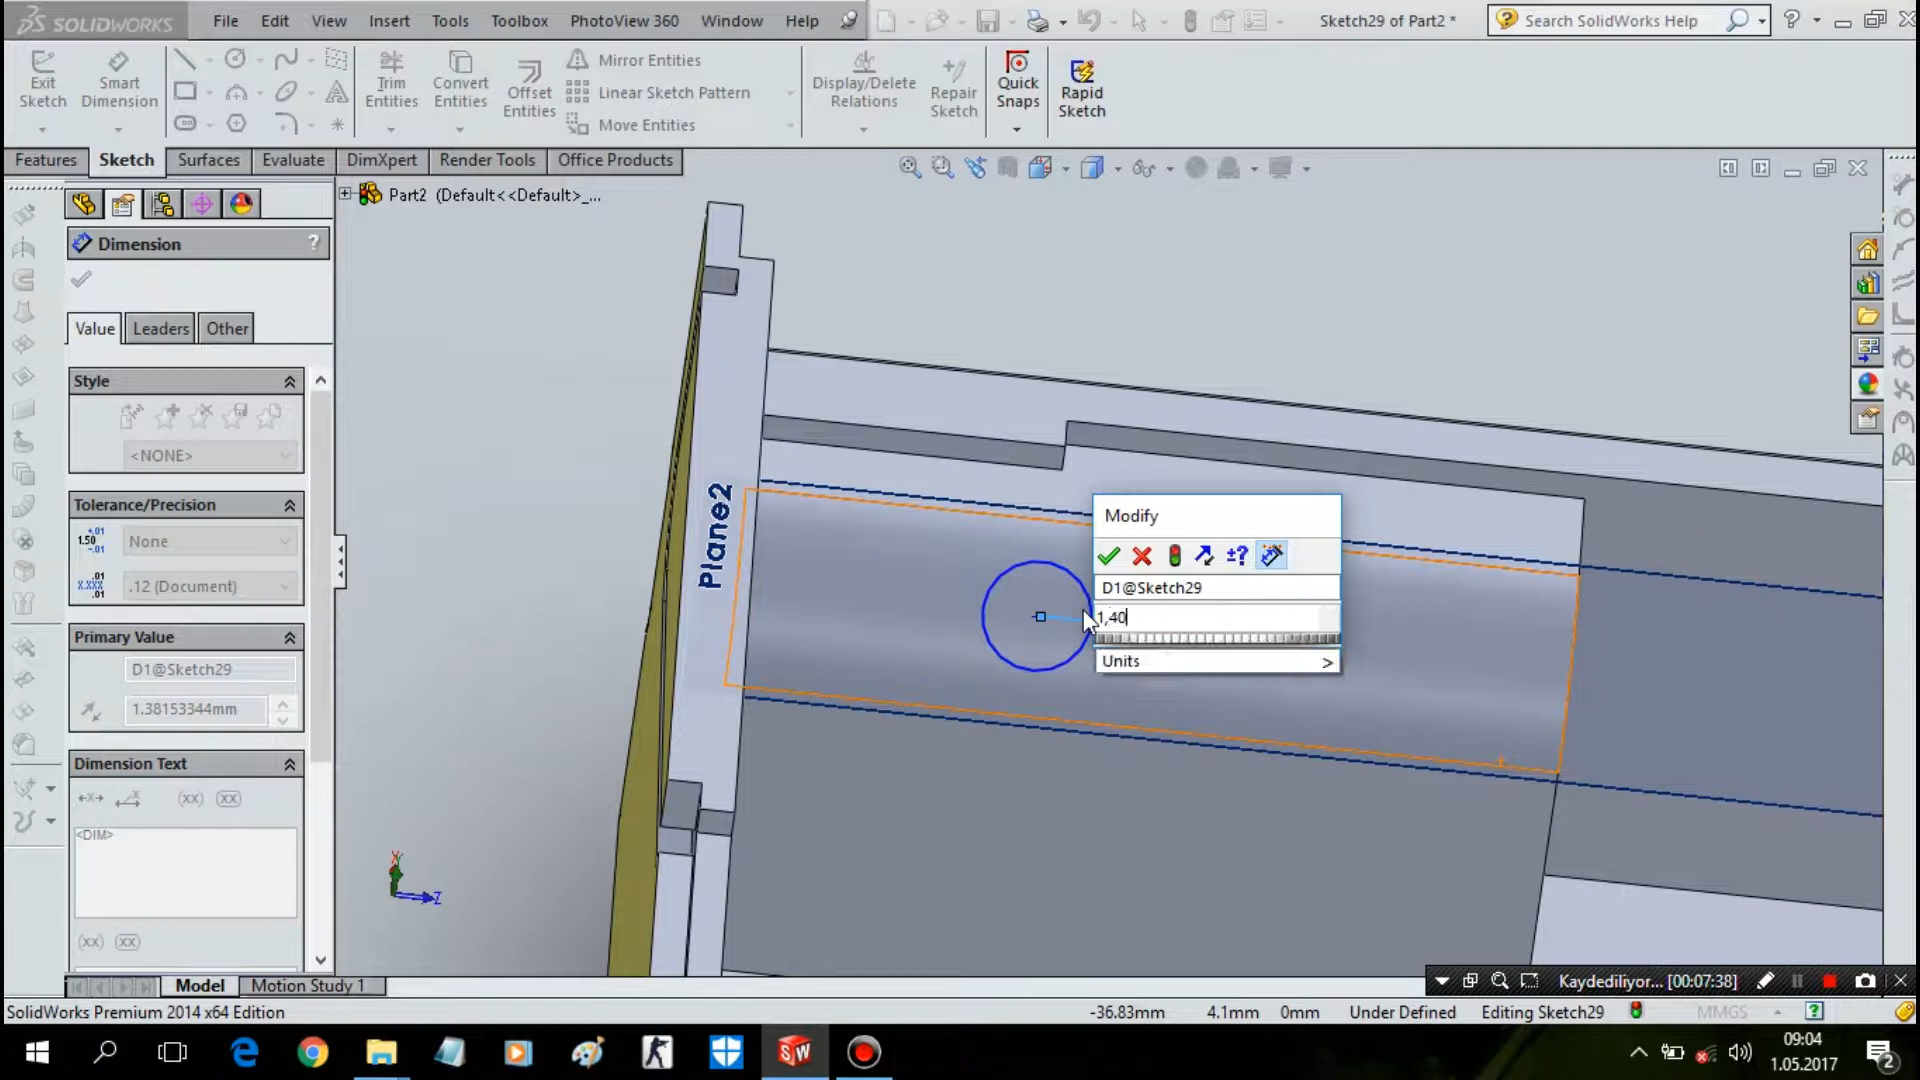 SOLIDWORKS
File Edit View Insert Tools Toolbox PhotoView 360 Window Help
Sketch29 of Part2 *
Search SolidWorks Help
Exit Sketch
Smart Dimension
Trim Entities
Convert Entities
Offset Entities
Mirror Entities
Linear Sketch Pattern
Move Entities
Display/Delete Relations
Repair Sketch
Quick Snaps
Rapid Sketch
Features Sketch Surfaces Evaluate DimXpert Render Tools Office Products
Part2 (Default<<Default>_...
Dimension ?
Value Leaders Other
Style
<NONE>
Tolerance/Precision
None
.12 (Document)
Primary Value
D1@Sketch29
1.38153344mm
Dimension Text
<DIM>
Plane2
Modify
D1@Sketch29
1,40
Units >
Z
Model Motion Study 1
Kaydediliyor... [00:07:38]
SolidWorks Premium 2014 x64 Edition
-36.83mm 4.1mm 0mm Under Defined Editing Sketch29 MMGS
09:04
1.05.2017
2